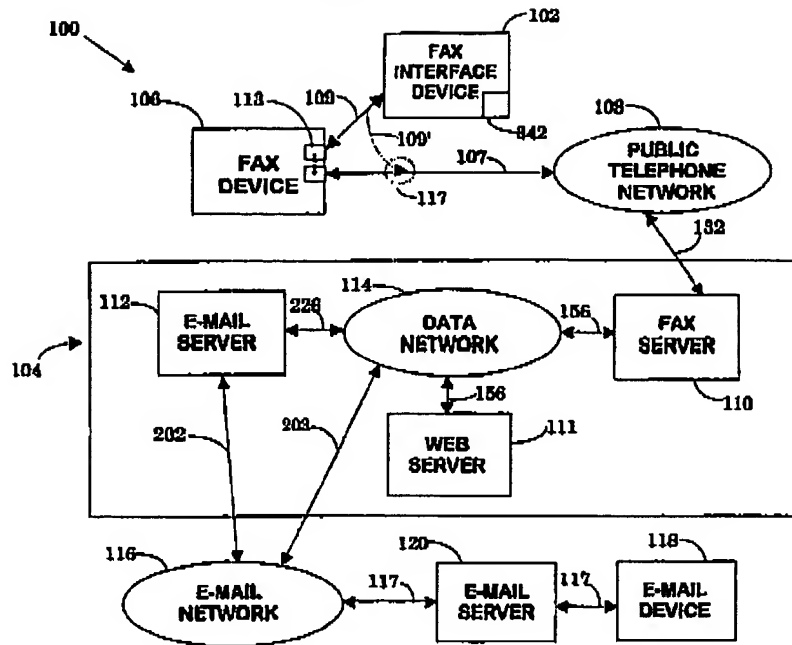 100
102
FAX
INTERFACE
DEVICE
342
106
113
109
109'
FAX
DEVICE
117
107
108
PUBLIC
TELEPHONE
NETWORK
132
104
112
E-MAIL
SERVER
226
114
DATA
NETWORK
156
FAX
SERVER
110
156
WEB
SERVER
111
202
203
116
E-MAIL
NETWORK
117
120
E-MAIL
SERVER
117
118
E-MAIL
DEVICE